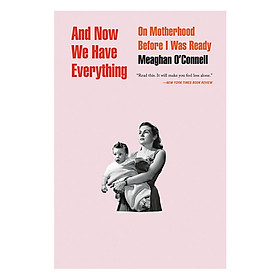 And Now
We Have
Everything
On Motherhood
Before I Was Ready
Meaghan O'Connell
"Read this. It will make you feel less alone."
—NEW YORK TIMES BOOK REVIEW